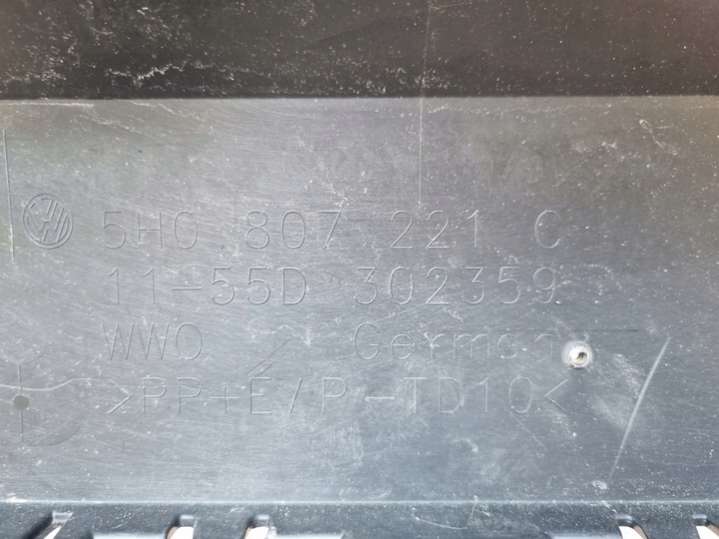 5H0 807 221 C
11-55D 302359
WWO Germany
>PP+E/P-TD10<